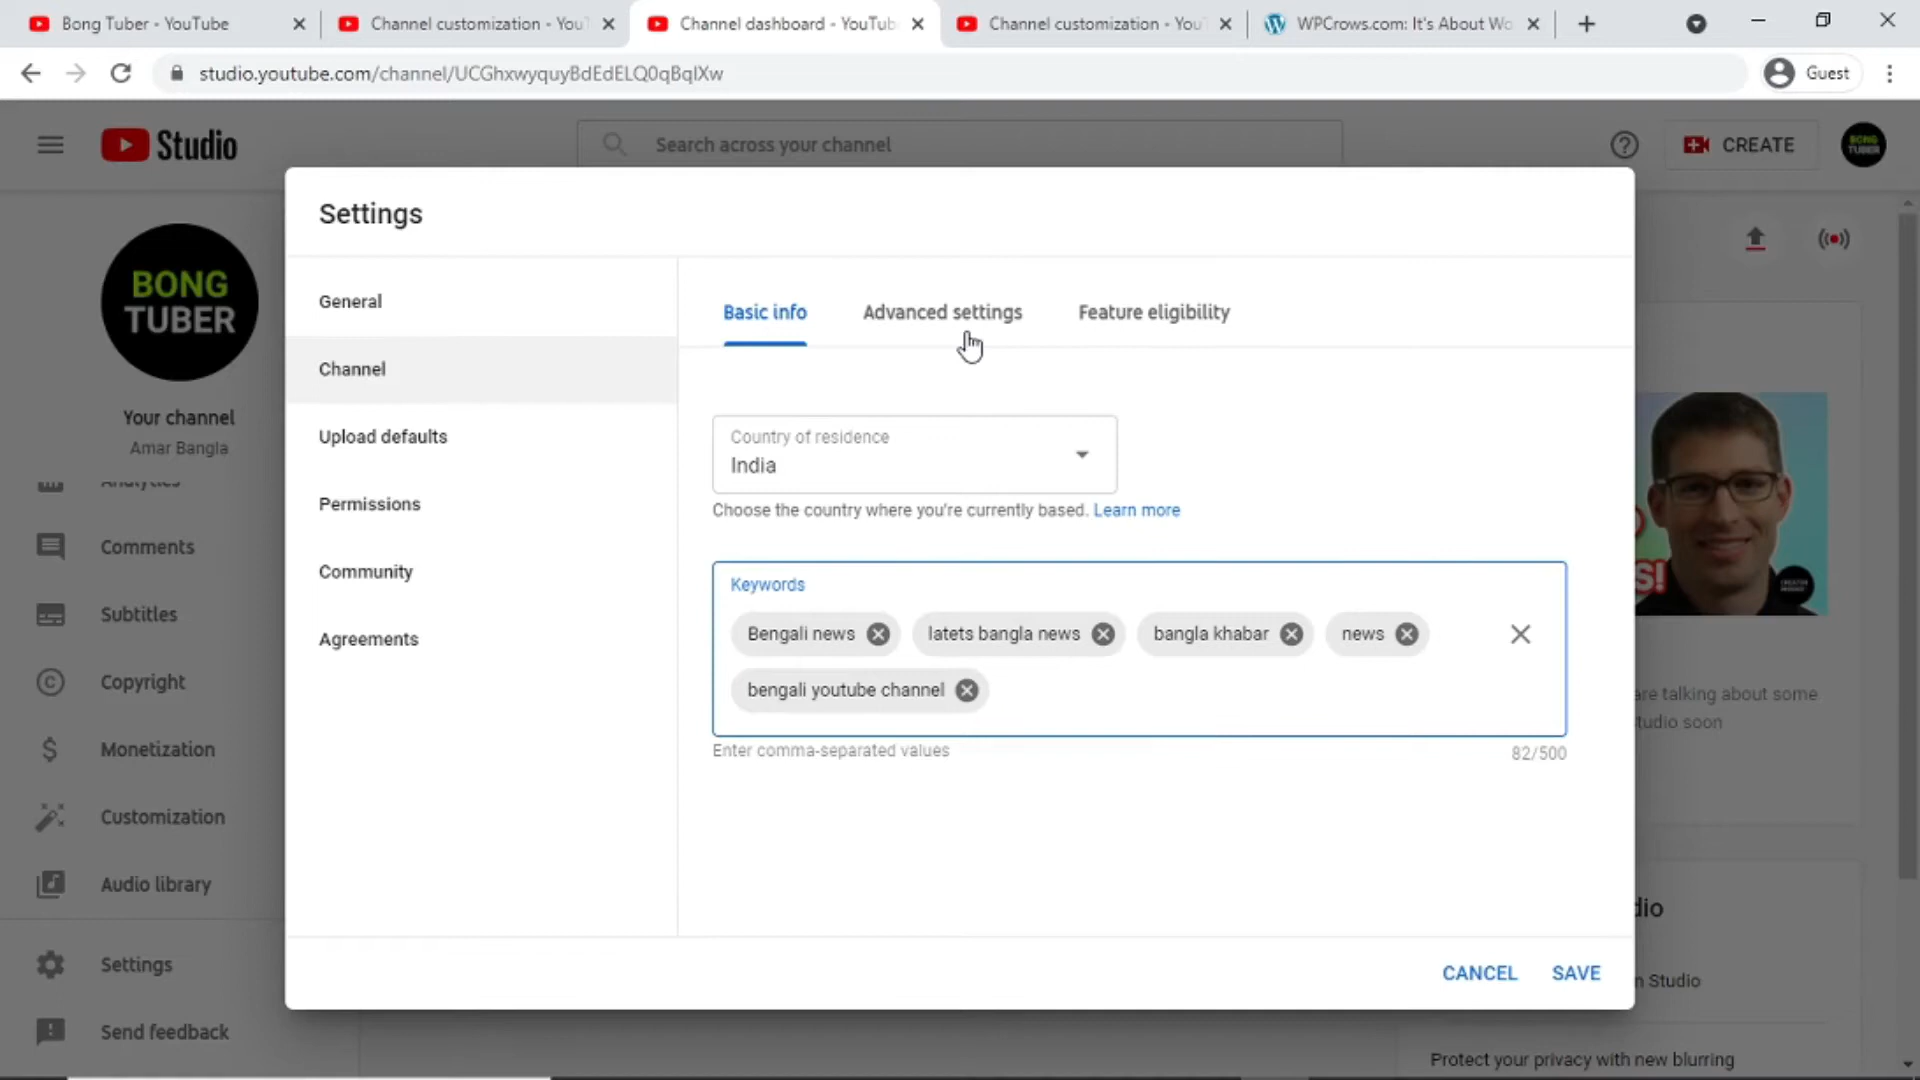 Bong Tuber - YouTube
Channel customization - You
Channel dashboard - YouTub
Channel customization - You
WPCrows.com: It's About Wo
studio.youtube.com/channel/UCGhxwyquyBdEdELQ0qBqlXw
Guest
Studio
Search across your channel
CREATE
BONG
TUBER
Settings
BONG
TUBER
Your channel
Amar Bangla
Analytics
Comments
Subtitles
Copyright
Monetization
Customization
Audio library
Settings
Send feedback
General
Channel
Upload defaults
Permissions
Community
Agreements
Basic info
Advanced settings
Feature eligibility
Country of residence
India
Choose the country where you're currently based. Learn more
Keywords
Bengali news
latets bangla news
bangla khabar
news
bengali youtube channel
Enter comma-separated values
82/500
CANCEL
SAVE
S!
are talking about some
tudio soon
dio
n Studio
Protect your privacy with new blurring